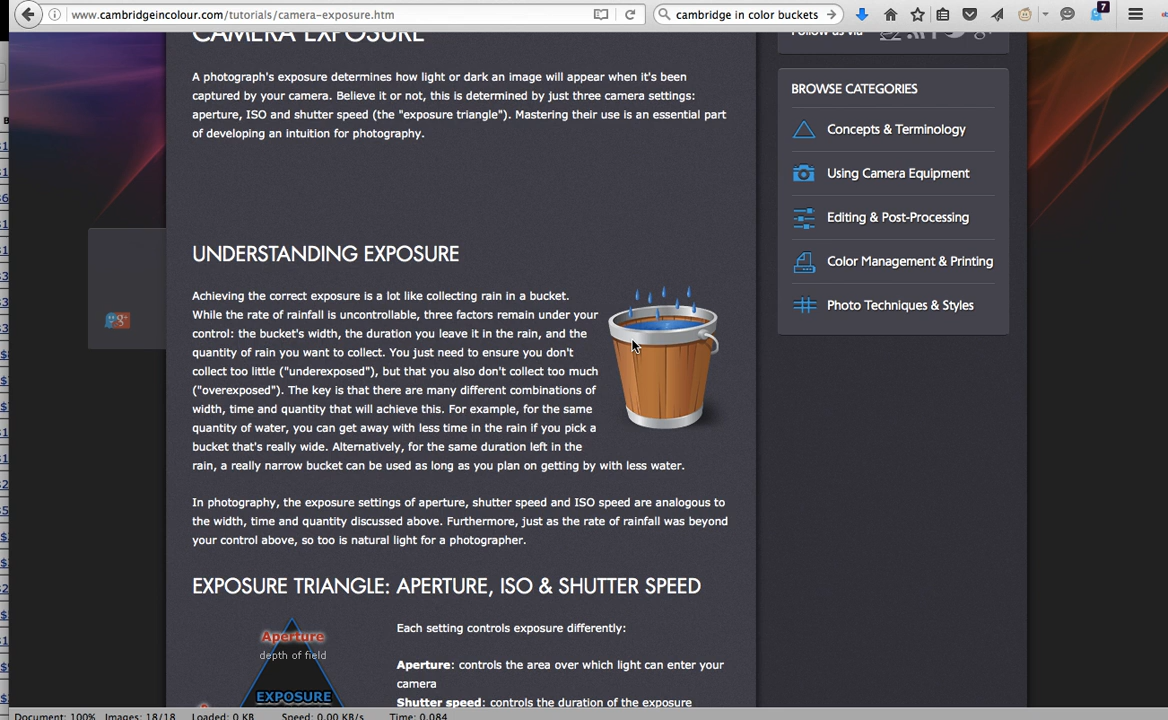 www.cambridgeincolour.com/tutorials/camera-exposure.htm
cambridge in color buckets
7
CAMERA EXPOSURE
Follow us via
A photograph's exposure determines how light or dark an image will appear when it's been
captured by your camera. Believe it or not, this is determined by just three camera settings:
aperture, ISO and shutter speed (the "exposure triangle"). Mastering their use is an essential part
of developing an intuition for photography.
BROWSE CATEGORIES
Concepts & Terminology
Using Camera Equipment
Editing & Post-Processing
Color Management & Printing
Photo Techniques & Styles
UNDERSTANDING EXPOSURE
Achieving the correct exposure is a lot like collecting rain in a bucket.
While the rate of rainfall is uncontrollable, three factors remain under your
control: the bucket's width, the duration you leave it in the rain, and the
quantity of rain you want to collect. You just need to ensure you don't
collect too little ("underexposed"), but that you also don't collect too much
("overexposed"). The key is that there are many different combinations of
width, time and quantity that will achieve this. For example, for the same
quantity of water, you can get away with less time in the rain if you pick a
bucket that's really wide. Alternatively, for the same duration left in the
rain, a really narrow bucket can be used as long as you plan on getting by with less water.
In photography, the exposure settings of aperture, shutter speed and ISO speed are analogous to
the width, time and quantity discussed above. Furthermore, just as the rate of rainfall was beyond
your control above, so too is natural light for a photographer.
EXPOSURE TRIANGLE: APERTURE, ISO & SHUTTER SPEED
Aperture
depth of field
EXPOSURE
Each setting controls exposure differently:
Aperture: controls the area over which light can enter your
camera
Shutter speed: controls the duration of the exposure
Document: 100% Images: 18/18 Loaded: 0 KB Speed: 0.00 KB/s Time: 0.084